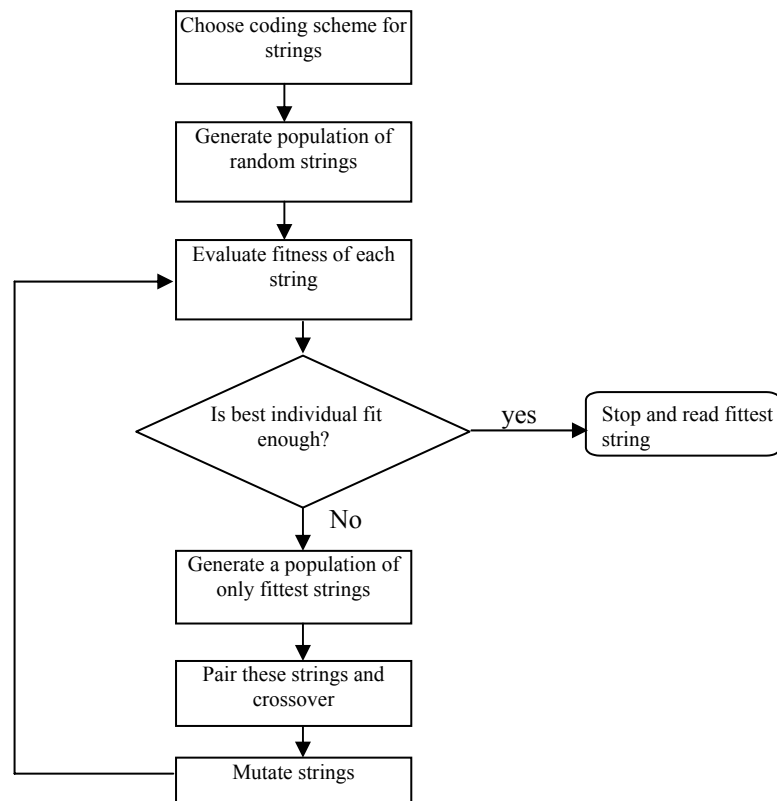 Choose coding scheme for
strings
Generate population of
random strings
Evaluate fitness of each
string
Is best individual fit
enough?
yes
Stop and read fittest
string
No
Generate a population of
only fittest strings
Pair these strings and
crossover
Mutate strings